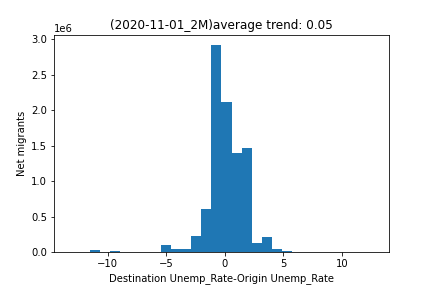 (2020-11-01_2M)average trend: 0.05
1e6
3.0
2.5
2.0
1.5
1.0
0.5
0.0
Net migrants
−10 −5 0 5 10
Destination Unemp_Rate-Origin Unemp_Rate